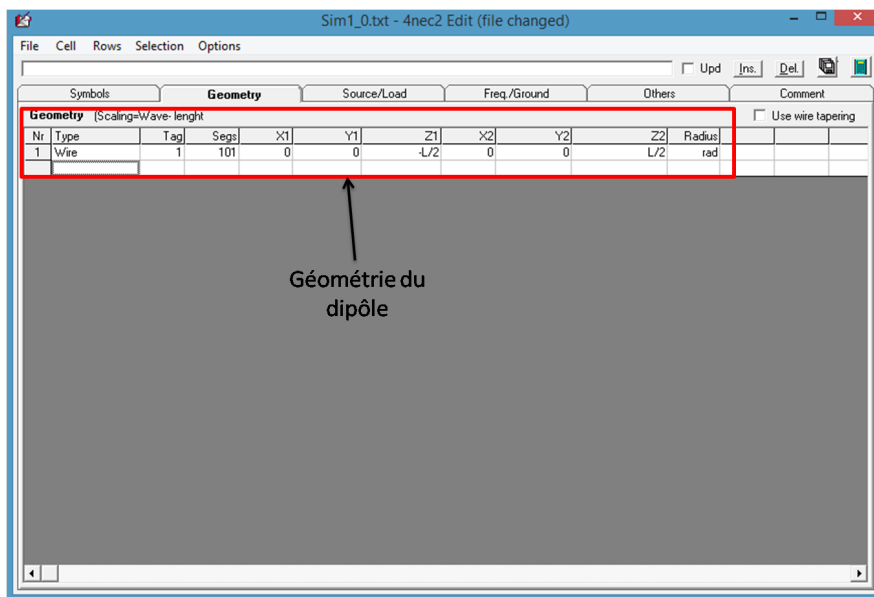 Sim1_0.txt - 4nec2 Edit (file changed)
File Cell Rows Selection Options
Upd Ins. Del.
Symbols Geometry Source/Load Freq./Ground Others Comment
Geometry (Scaling=Wave- lenght Use wire tapering
Nr Type Tag Segs X1 Y1 Z1 X2 Y2 Z2 Radius
1 Wire 1 101 0 0 -L/2 0 0 L/2 rad
Géométrie du
dipôle